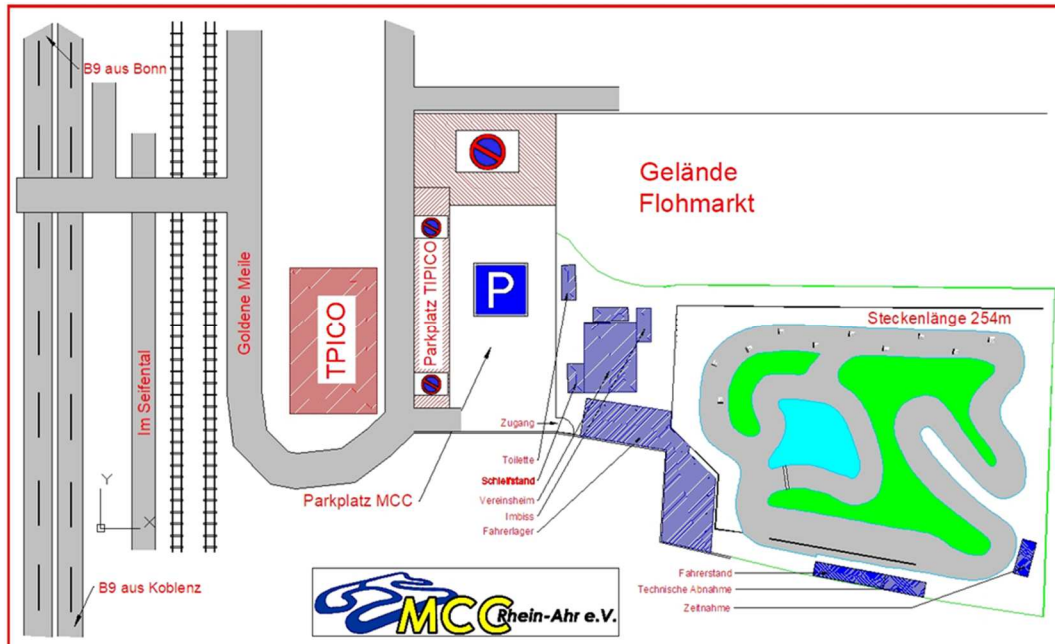 B9 aus Bonn
Gelände
Flohmarkt
Goldene Meile
TPICO
Parkplatz TIPICO
P
Im Seifental
Steckenlänge 254m
Zugang
Toilette
Schleifstand
Vereinsheim
Imbiss
Fahrerlager
Parkplatz MCC
Y
X
B9 aus Koblenz
Fahrerstand
Technische Abnahme
Zeitnahme
MCC Rhein-Ahr e.V.